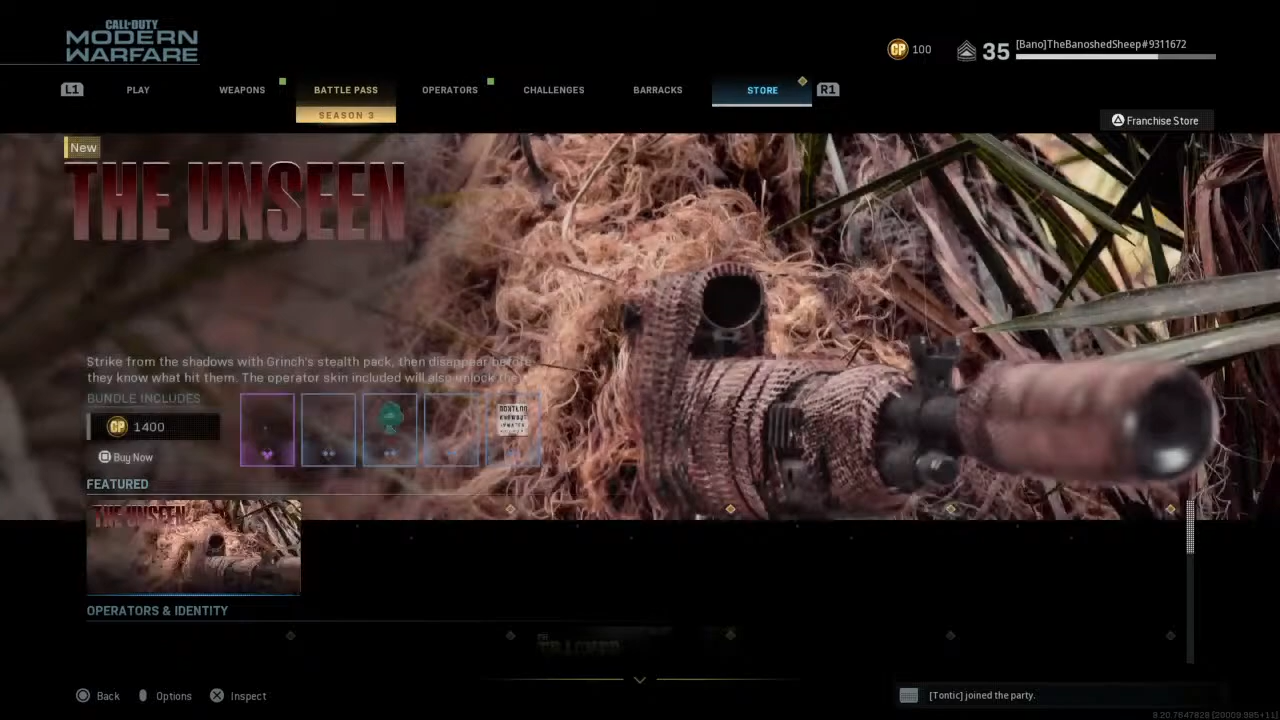 CALL·DUTY
MODERN
WARFARE
CP 100
35
[Bano]TheBanoshedSheep#9311672
L1
PLAY
WEAPONS
BATTLE PASS
OPERATORS
CHALLENGES
BARRACKS
STORE
R1
SEASON 3
Franchise Store
New
THE UNSEEN
Strike from the shadows with Grinch's stealth pack, then disappear before
they know what hit them. The operator skin included will also unlock the
BUNDLE INCLUDES
CP 1400
Buy Now
FEATURED
THE UNSEEN
OPERATORS & IDENTITY
TRACKER
Back
Options
Inspect
[Tontic] joined the party.